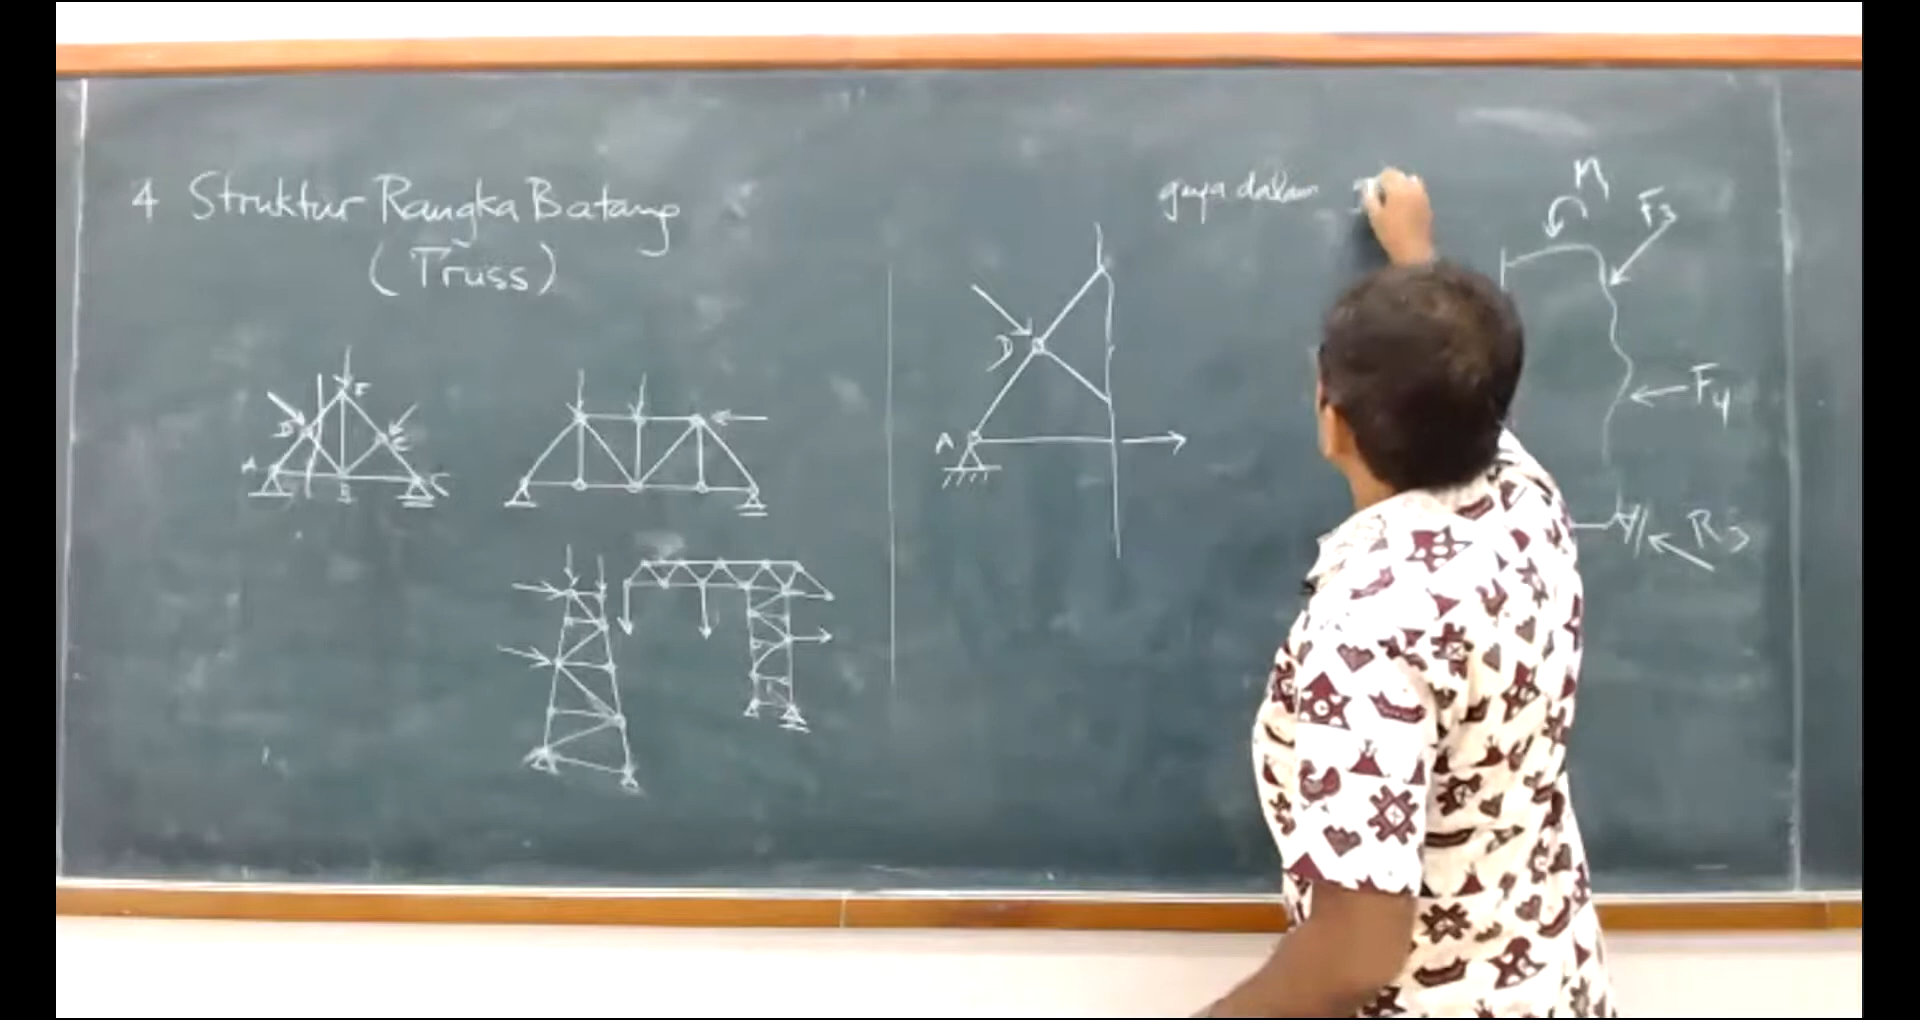 4 Struktur Rangka Batang
(Truss)
gaya dalam
M
F3
F4
R3
D
A
A
D
E
B
C